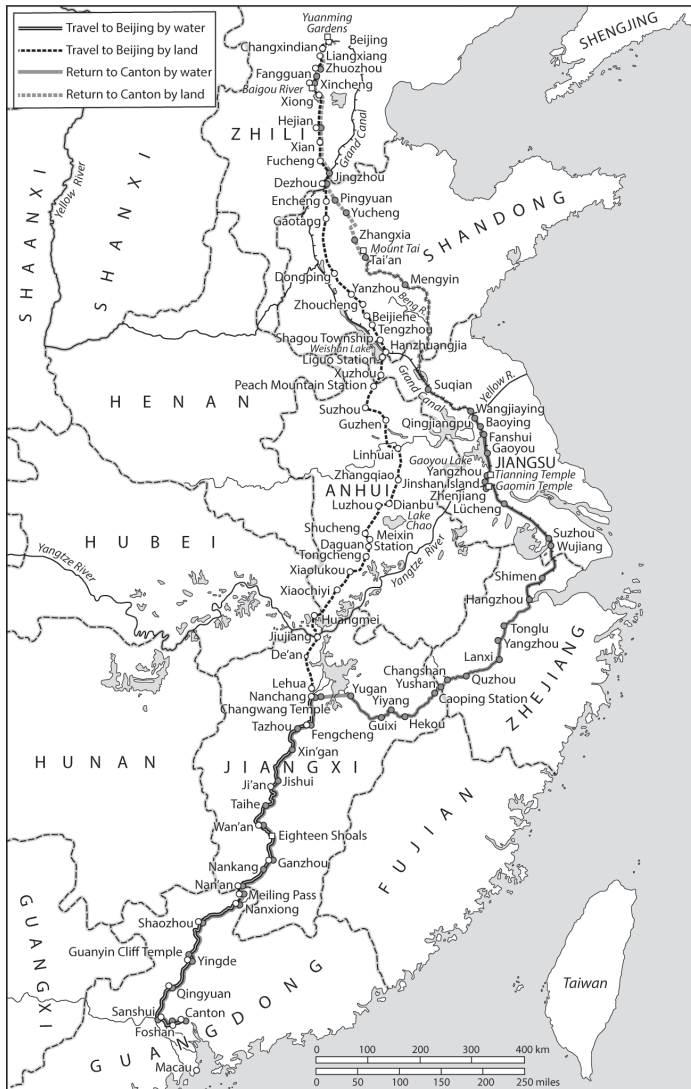 Travel to Beijing by water
Travel to Beijing by land
Return to Canton by water
Return to Canton by land
Yuanming
Gardens
Beijing
SHENGJING
Changxindian
Liangxiang
Zhuozhou
Fangguan
Xincheng
Baigou River
Xiong
Grand Canal
Hejian
ZHILI
Xian
Fucheng
Jingzhou
Dezhou
Pingyuan
Encheng
Yucheng
Gaotang
Zhangxia
Mount Tai
Tai'an
SHANDONG
Yellow River
SHAANXI
SHANXI
Dongping
Mengyin
Yanzhou
Zhoucheng
Beng R.
Beijiehe
Tengzhou
Shagou Township
Hanzhuangjia
Weishan Lake
Liguo Station
Xuzhou
Grand Canal
Suqian
Yellow R.
Peach Mountain Station
HENAN
Suzhou
Wangjiaying
Guzhen
Qingjiangpu
Baoying
Fanshui
Gaoyou
Linhuai
Gaoyou Lake
JIANGSU
Zhangqiao
Yangzhou
Tianning Temple
ANHUI
Jinshan Island
Gaomin Temple
Zhenjiang
Luzhou
Dianbu
Lücheng
Lake
Chao
Shucheng
Meixin
Station
Suzhou
Wujiang
HUBEI
Daguan
Tongcheng
Yangtze River
Yangtze River
Xiaolukou
Shimen
Xiaochiyi
Hangzhou
Huangmei
Tonglu
Jiujiang
Yangzhou
De'an
Lanxi
Changshan
Quzhou
ZHEJIANG
Lehua
Yushan
Nanchang
Yugan
Caoping Station
Changwang Temple
Yiyang
Tazhou
Fengcheng
Guixi
Hekou
Xin'gan
HUNAN
JIANGXI
Ji'an
Jishui
Taihe
Wan'an
Eighteen Shoals
FUJIAN
Nankang
Ganzhou
Nan'an
Meiling Pass
Nanxiong
GUANGXI
Shaozhou
Guanyin Cliff Temple
Yingde
Taiwan
Qingyuan
Sanshui
Canton
Foshan
GUANGDONG
Macau
0 100 200 300 400 km
0 50 100 150 200 250 miles